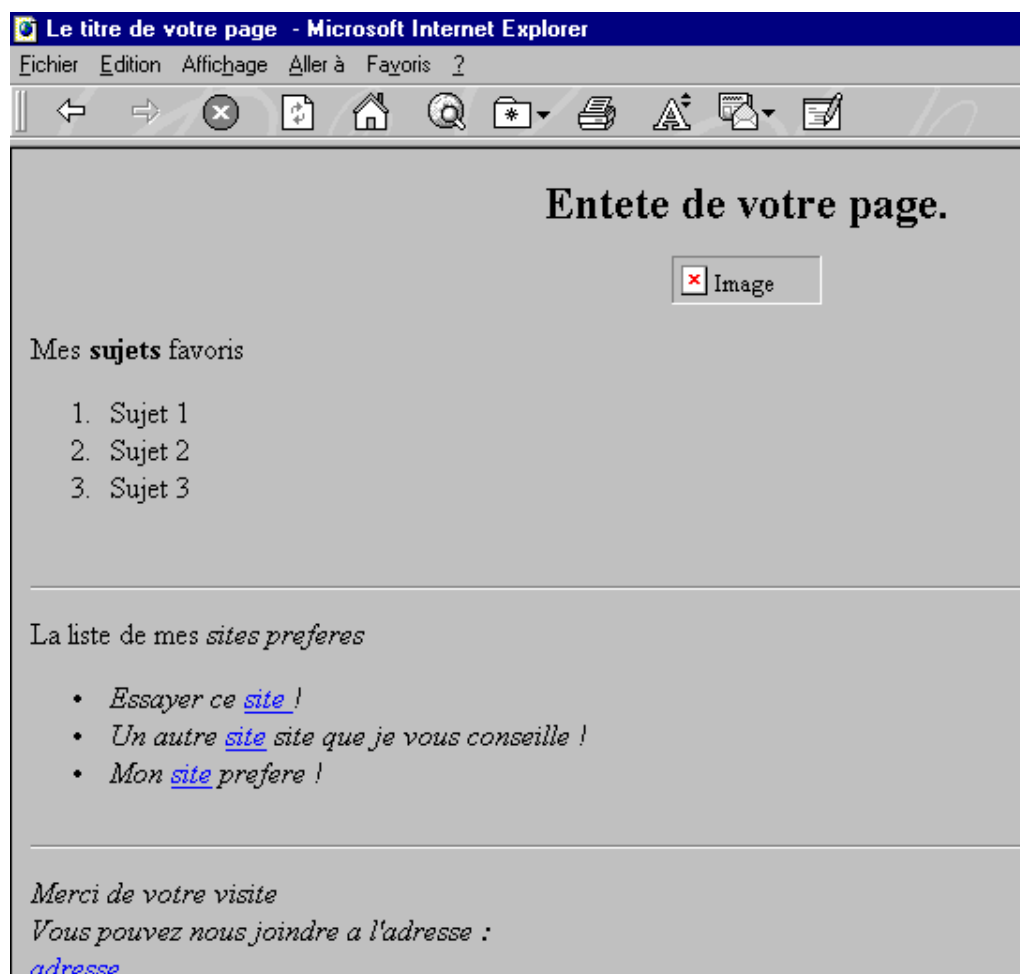 Le titre de votre page - Microsoft Internet Explorer
Fichier Edition Affichage Aller à Favoris ?
Entete de votre page.
Image
Mes sujets favoris
1. Sujet 1
2. Sujet 2
3. Sujet 3
La liste de mes sites preferes
• Essayer ce site !
• Un autre site site que je vous conseille !
• Mon site prefere !
Merci de votre visite
Vous pouvez nous joindre a l'adresse :
adresse